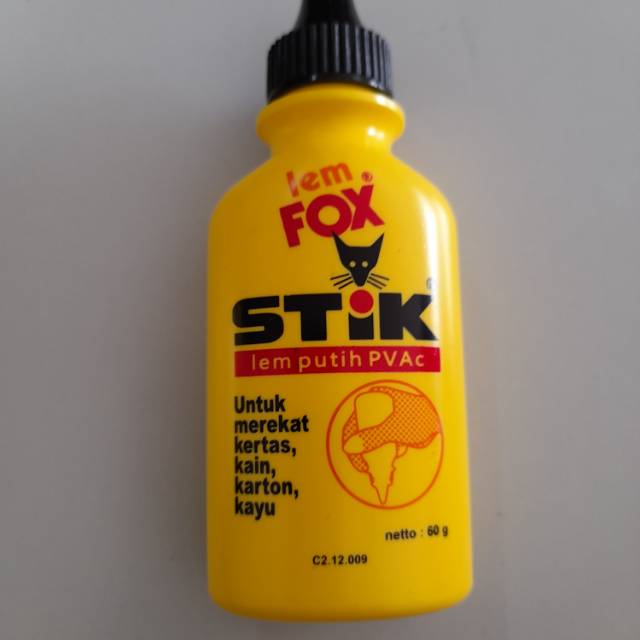 lem
FOX®
STiK®
lem putih PVAc
Untuk
merekat
kertas,
kain,
karton,
kayu
netto : 60 g
C2.12.009